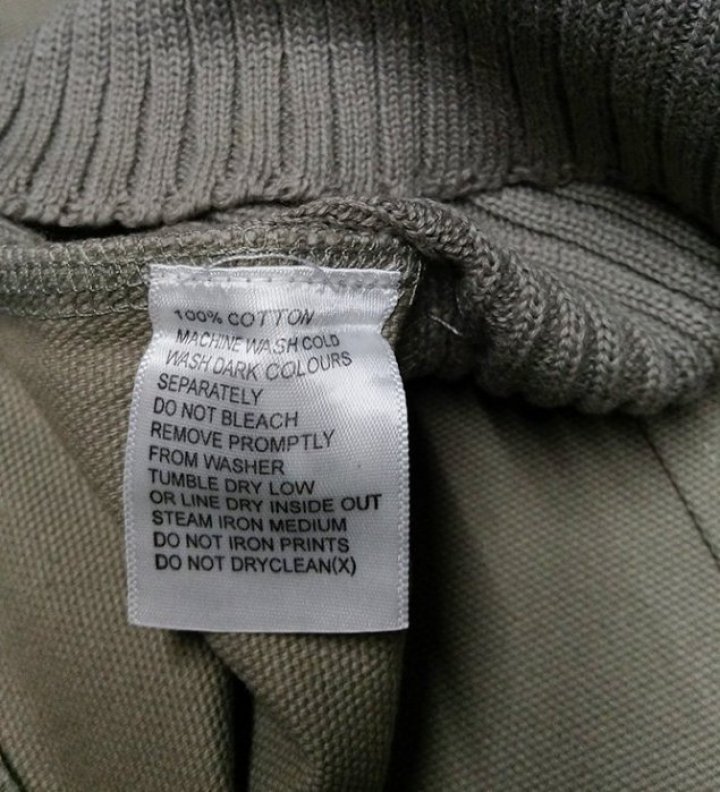 100% COTTON
MACHINE WASH COLD
WASH DARK COLOURS
SEPARATELY
DO NOT BLEACH
REMOVE PROMPTLY
FROM WASHER
TUMBLE DRY LOW
OR LINE DRY INSIDE OUT
STEAM IRON MEDIUM
DO NOT IRON PRINTS
DO NOT DRYCLEAN(X)